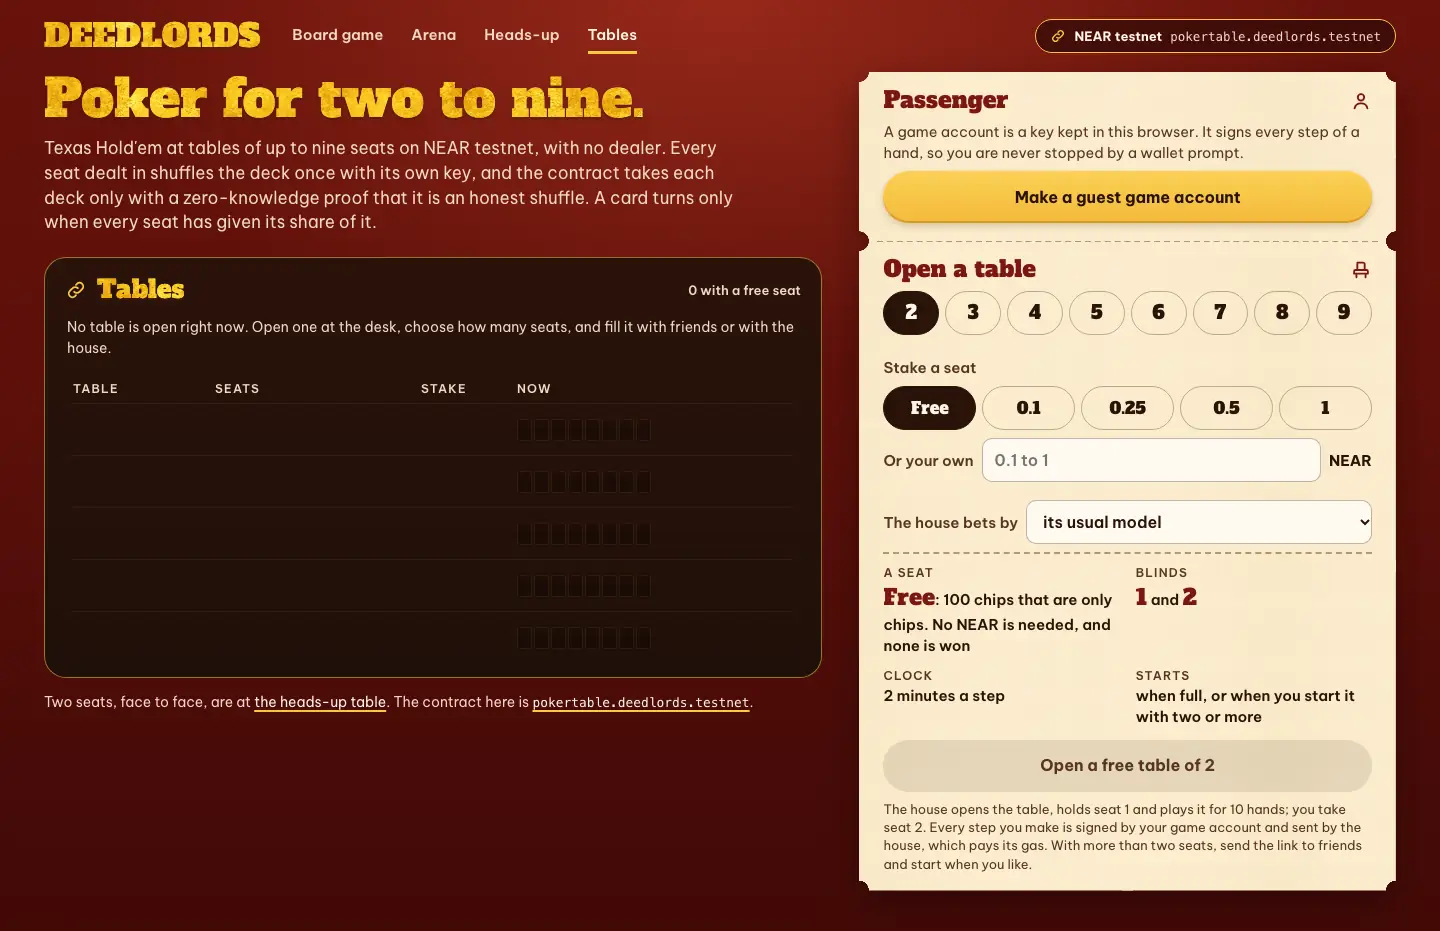 DEEDLORDS
Board game
Arena
Heads-up
Tables
NEAR testnet pokertable.deedlords.testnet
Poker for two to nine.
Texas Hold'em at tables of up to nine seats on NEAR testnet, with no dealer. Every
seat dealt in shuffles the deck once with its own key, and the contract takes each
deck only with a zero-knowledge proof that it is an honest shuffle. A card turns only
when every seat has given its share of it.
Tables
0 with a free seat
No table is open right now. Open one at the desk, choose how many seats, and fill it with friends or with the
house.
TABLE SEATS STAKE NOW
Two seats, face to face, are at the heads-up table. The contract here is pokertable.deedlords.testnet.
Passenger
A game account is a key kept in this browser. It signs every step of a
hand, so you are never stopped by a wallet prompt.
Make a guest game account
Open a table
2 3 4 5 6 7 8 9
Stake a seat
Free 0.1 0.25 0.5 1
Or your own 0.1 to 1 NEAR
The house bets by its usual model
A SEAT
Free: 100 chips that are only
chips. No NEAR is needed, and
none is won
BLINDS
1 and 2
CLOCK
2 minutes a step
STARTS
when full, or when you start it
with two or more
Open a free table of 2
The house opens the table, holds seat 1 and plays it for 10 hands; you take
seat 2. Every step you make is signed by your game account and sent by the
house, which pays its gas. With more than two seats, send the link to friends
and start when you like.